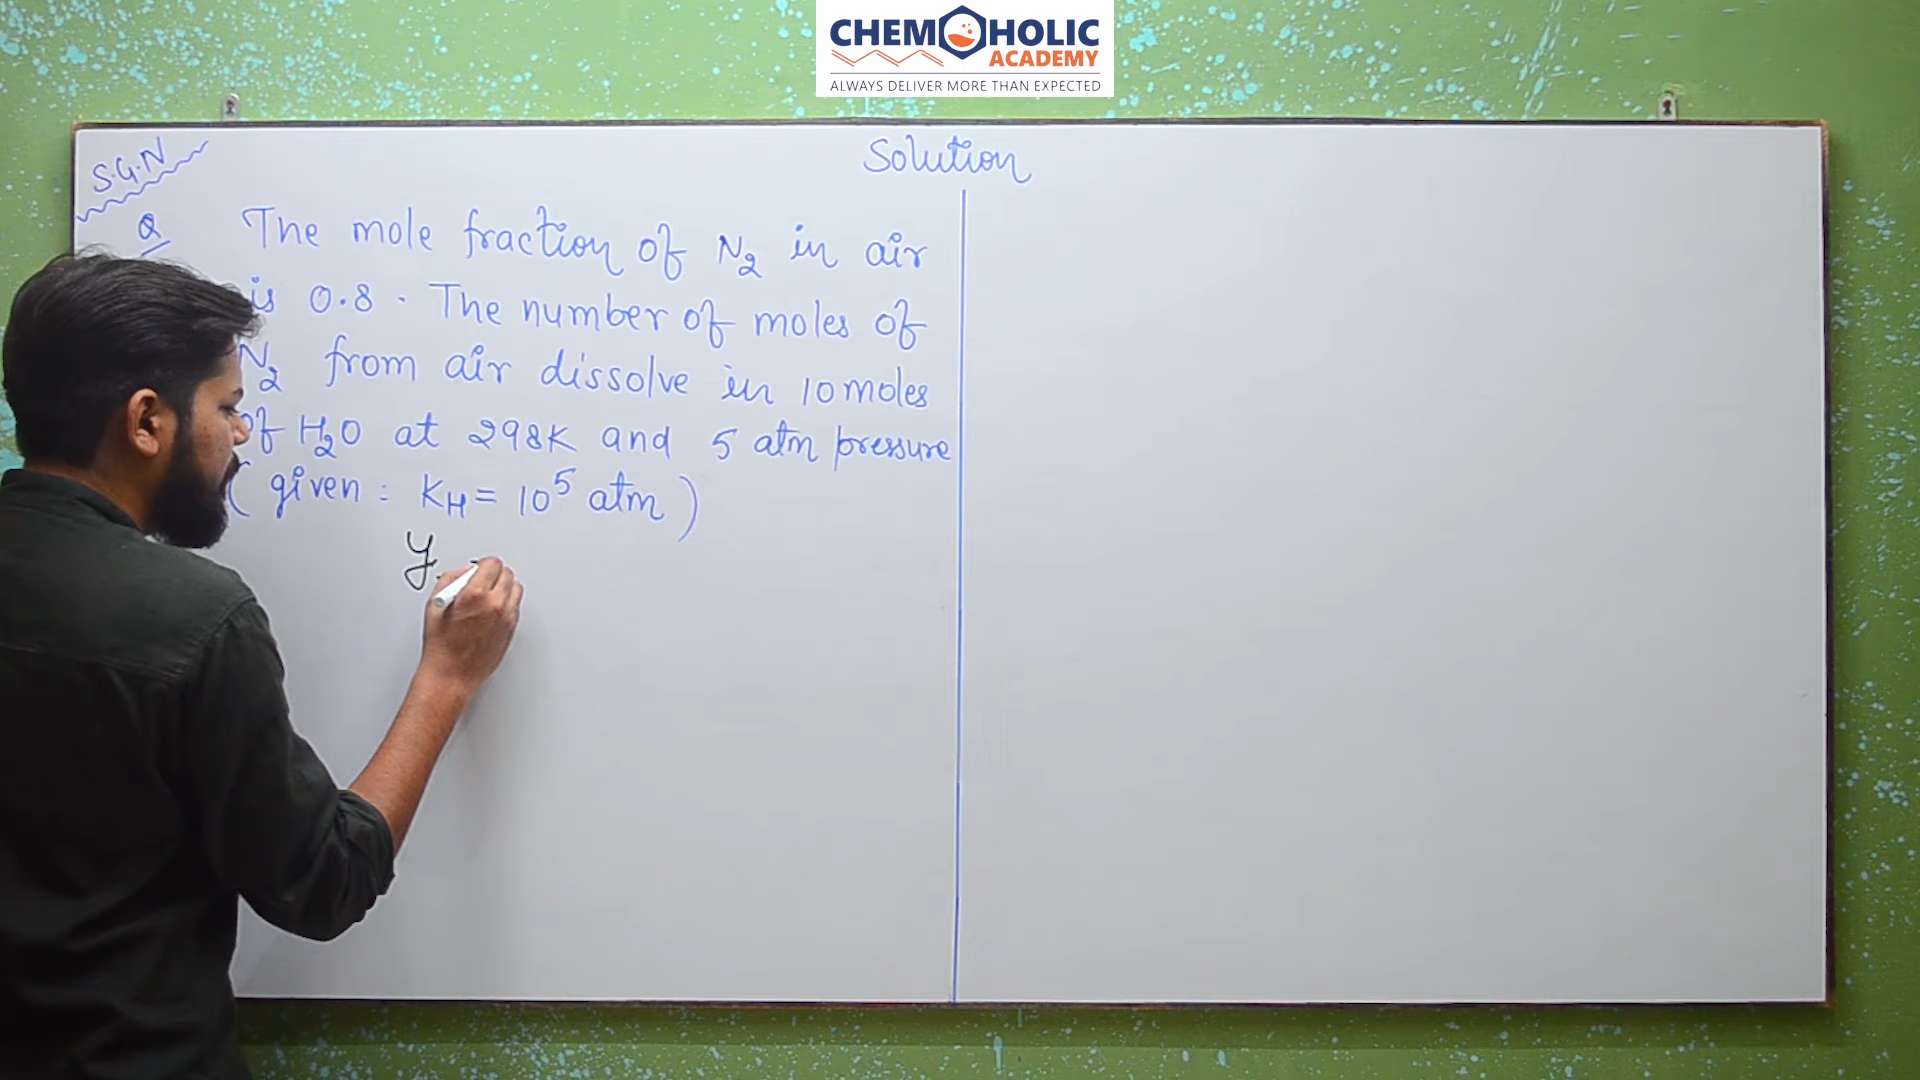 CHEMOHOLIC
ACADEMY
ALWAYS DELIVER MORE THAN EXPECTED
S.G.N
Solution
Q
The mole fraction of N2 in air
is 0.8. The number of moles of
N2 from air dissolve in 10 moles
of H2O at 298K and 5 atm pressure
( given : KH = 10^5 atm )
y